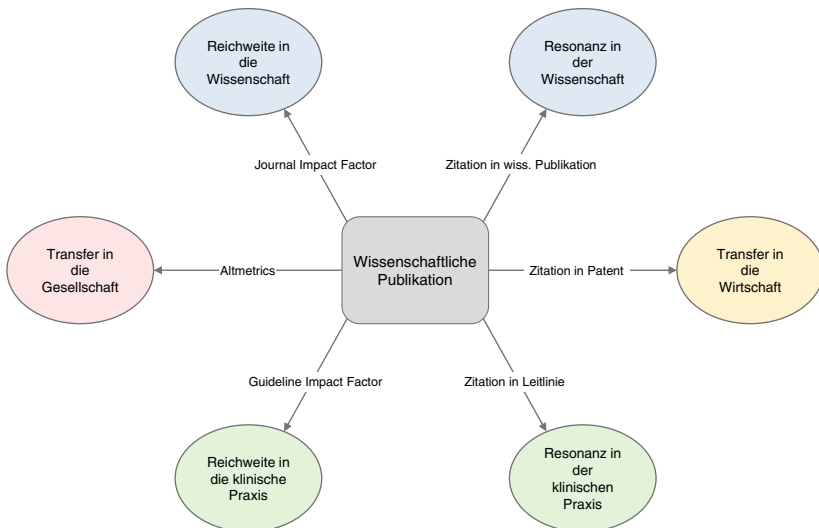 Reichweite in
die
Wissenschaft
Resonanz in
der
Wissenschaft
Journal Impact Factor
Zitation in wiss. Publikation
Transfer in
die
Gesellschaft
Altmetrics
Wissenschaftliche
Publikation
Zitation in Patent
Transfer in
die
Wirtschaft
Guideline Impact Factor
Zitation in Leitlinie
Reichweite in
die klinische
Praxis
Resonanz in
der
klinischen
Praxis